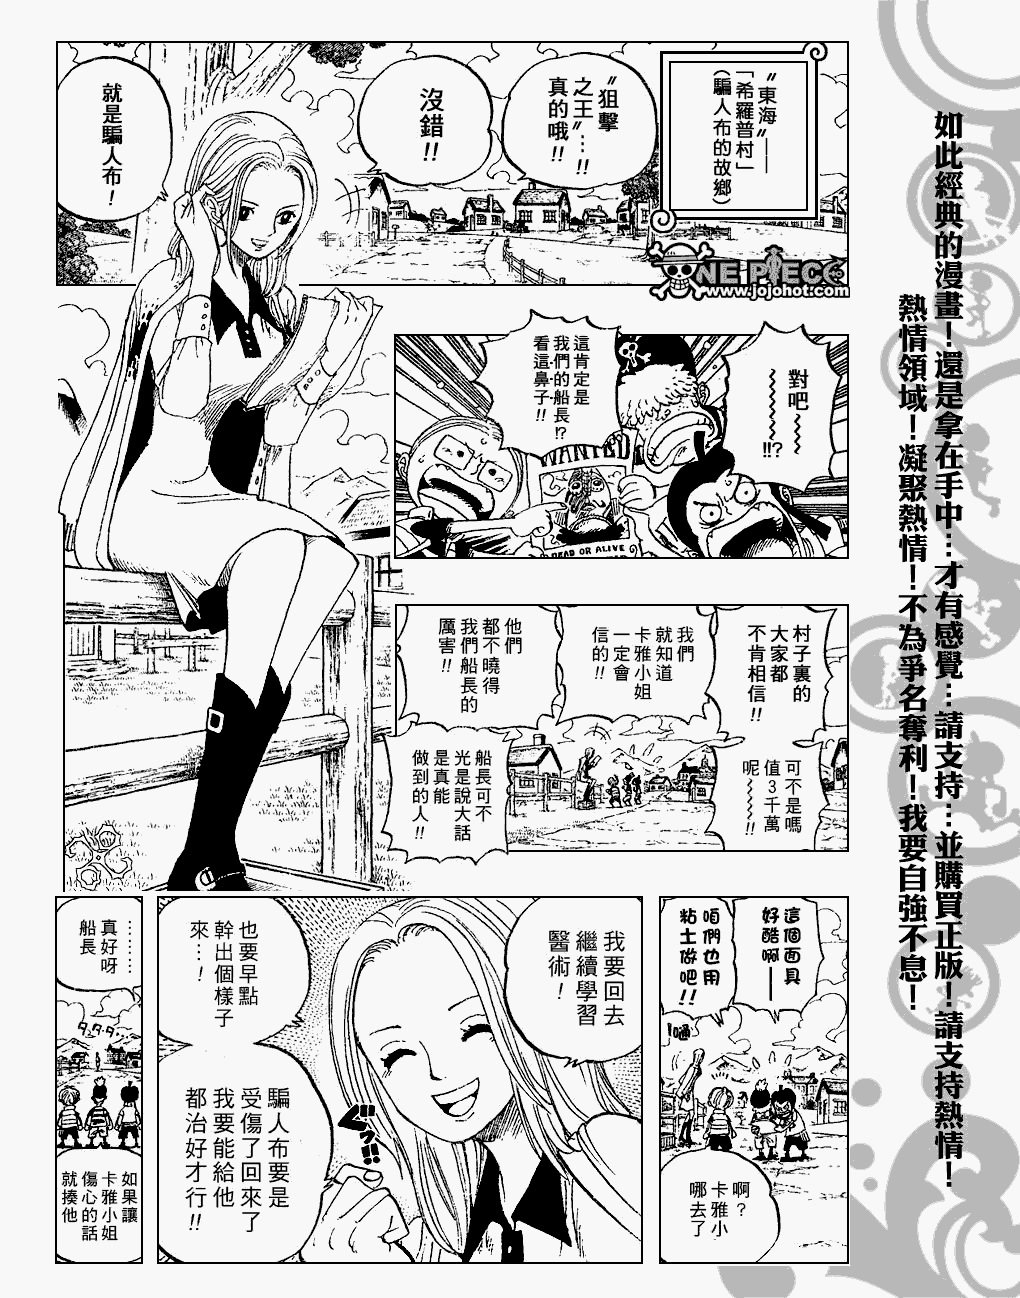 〝東海〞——
「希羅普村」
（騙人布的故鄉）
〝狙擊
之王〞…!!
真的哦!!
沒錯!!
就是騙人布！
ONE PIECE
www.jojohot.com
對吧～～～～～～～!!?
這肯定是
我們的船長!?
看這鼻子!!
WANTED
DEAD OR ALIVE
村子裏的
大家都
不肯相信!!
可不是嗎
值3千萬
呢～～～!!
我們
就知道
卡雅小姐
一定會
信的!!
他們
都不曉得
我們船長的
厲害!!
船長可不
光是說大話
是真能
做到的人!!
這個面具
好酷啊——
咱們也用
粘土做吧!!
啊？
卡雅小
哪去了
我要回去
繼續學習
醫術！
也要早點
幹出個樣子
來…！
騙人布要是
受傷了回來了
我要能給他
都治好才行!!
グッ!!
………
真好呀
船長
タタタ…
如果讓
卡雅小姐
傷心的話
就揍他
如此經典的漫畫！還是拿在手中…才有感覺…請支持…並購買正版！請支持熱情！
熱情領域！凝聚熱情！不為爭名奪利！我要自強不息！